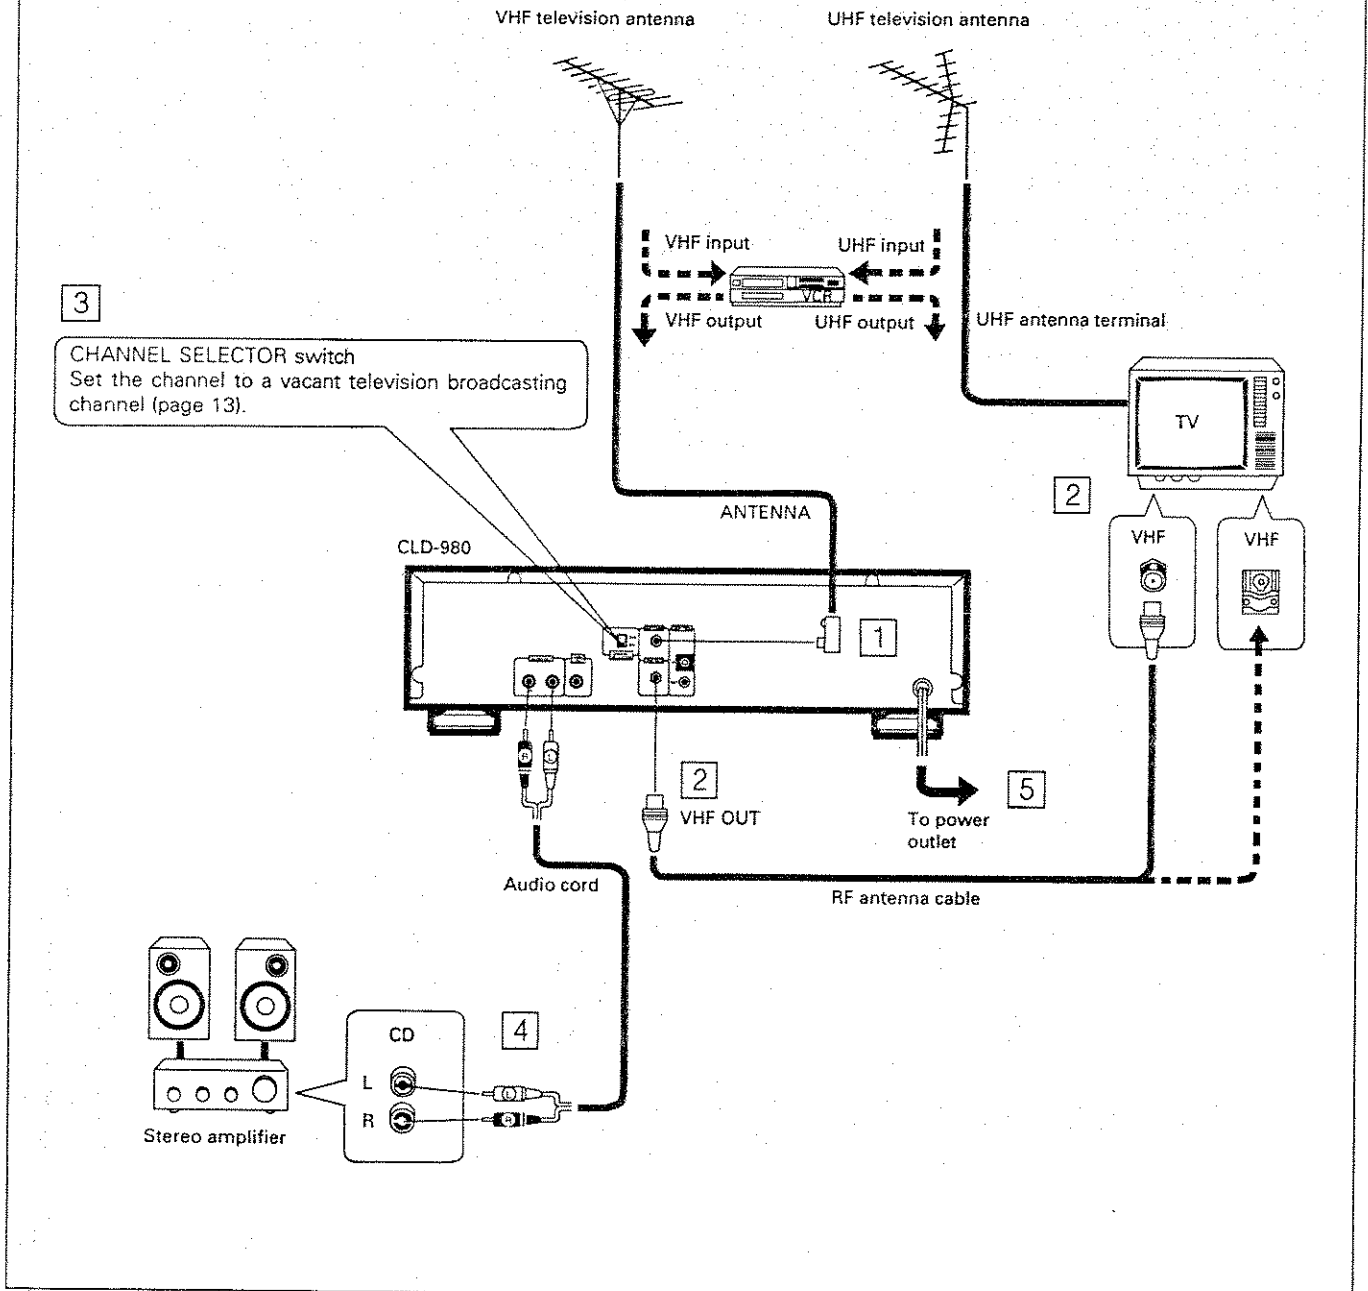 VHF television antenna
UHF television antenna
VHF input
UHF input
VCR
VHF output
UHF output
UHF antenna terminal
3
CHANNEL SELECTOR switch
Set the channel to a vacant television broadcasting
channel (page 13).
TV
2
ANTENNA
VHF
VHF
CLD-980
1
R
L
2
VHF OUT
5
To power
outlet
Audio cord
RF antenna cable
4
CD
L
L
R
R
Stereo amplifier